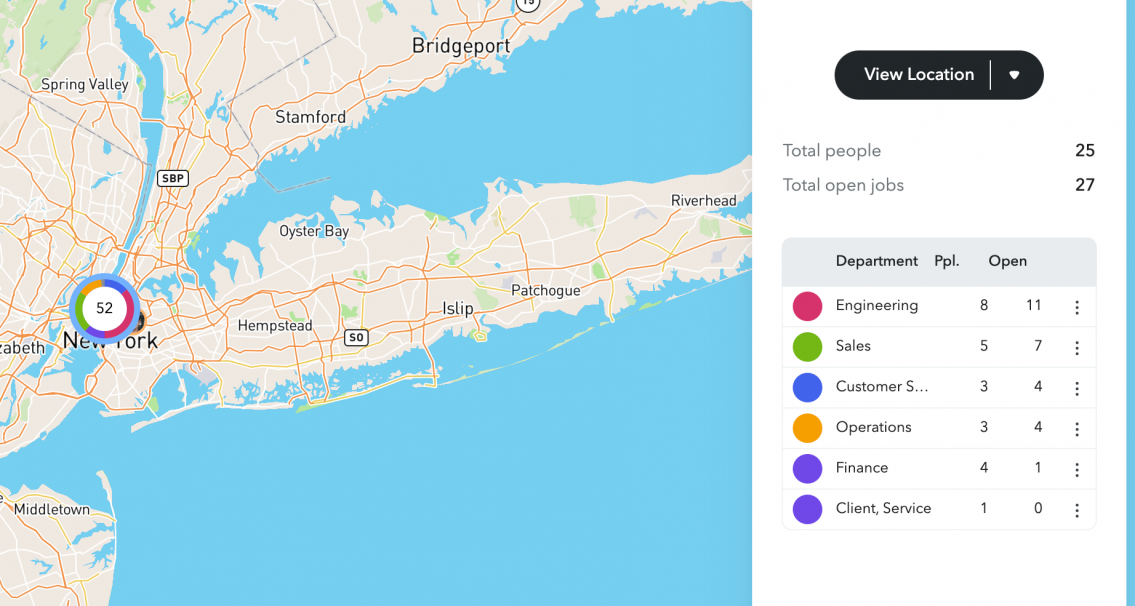 15
Bridgeport
Spring Valley
Stamford
SBP
Riverhead
Oyster Bay
52
Patchogue
Islip
Hempstead
SO
New York
zabeth
Middletown
View Location
Total people 25
Total open jobs 27
Department Ppl. Open
Engineering 8 11
Sales 5 7
Customer S... 3 4
Operations 3 4
Finance 4 1
Client, Service 1 0